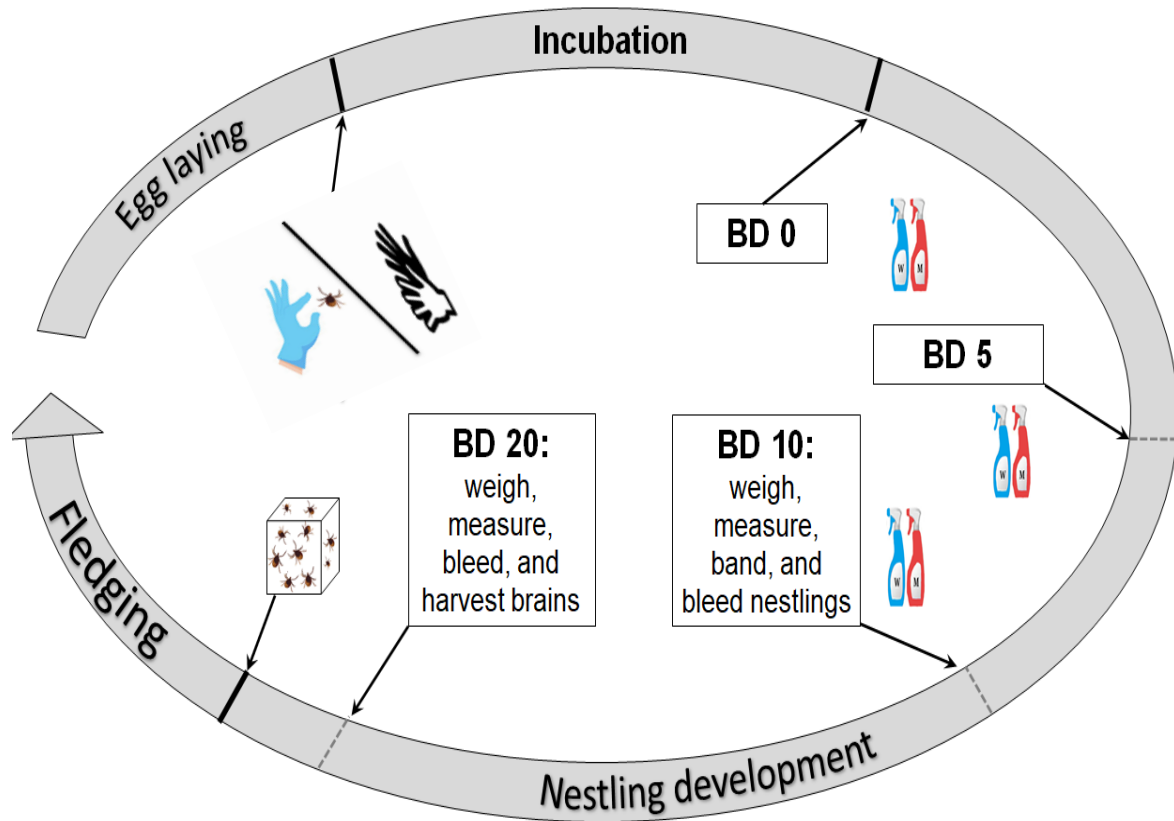 Incubation
Egg laying
BD 0
W M
BD 5
W M
BD 20:
weigh,
measure,
bleed, and
harvest brains
BD 10:
weigh,
measure,
band, and
bleed nestlings
W M
Fledging
Nestling development